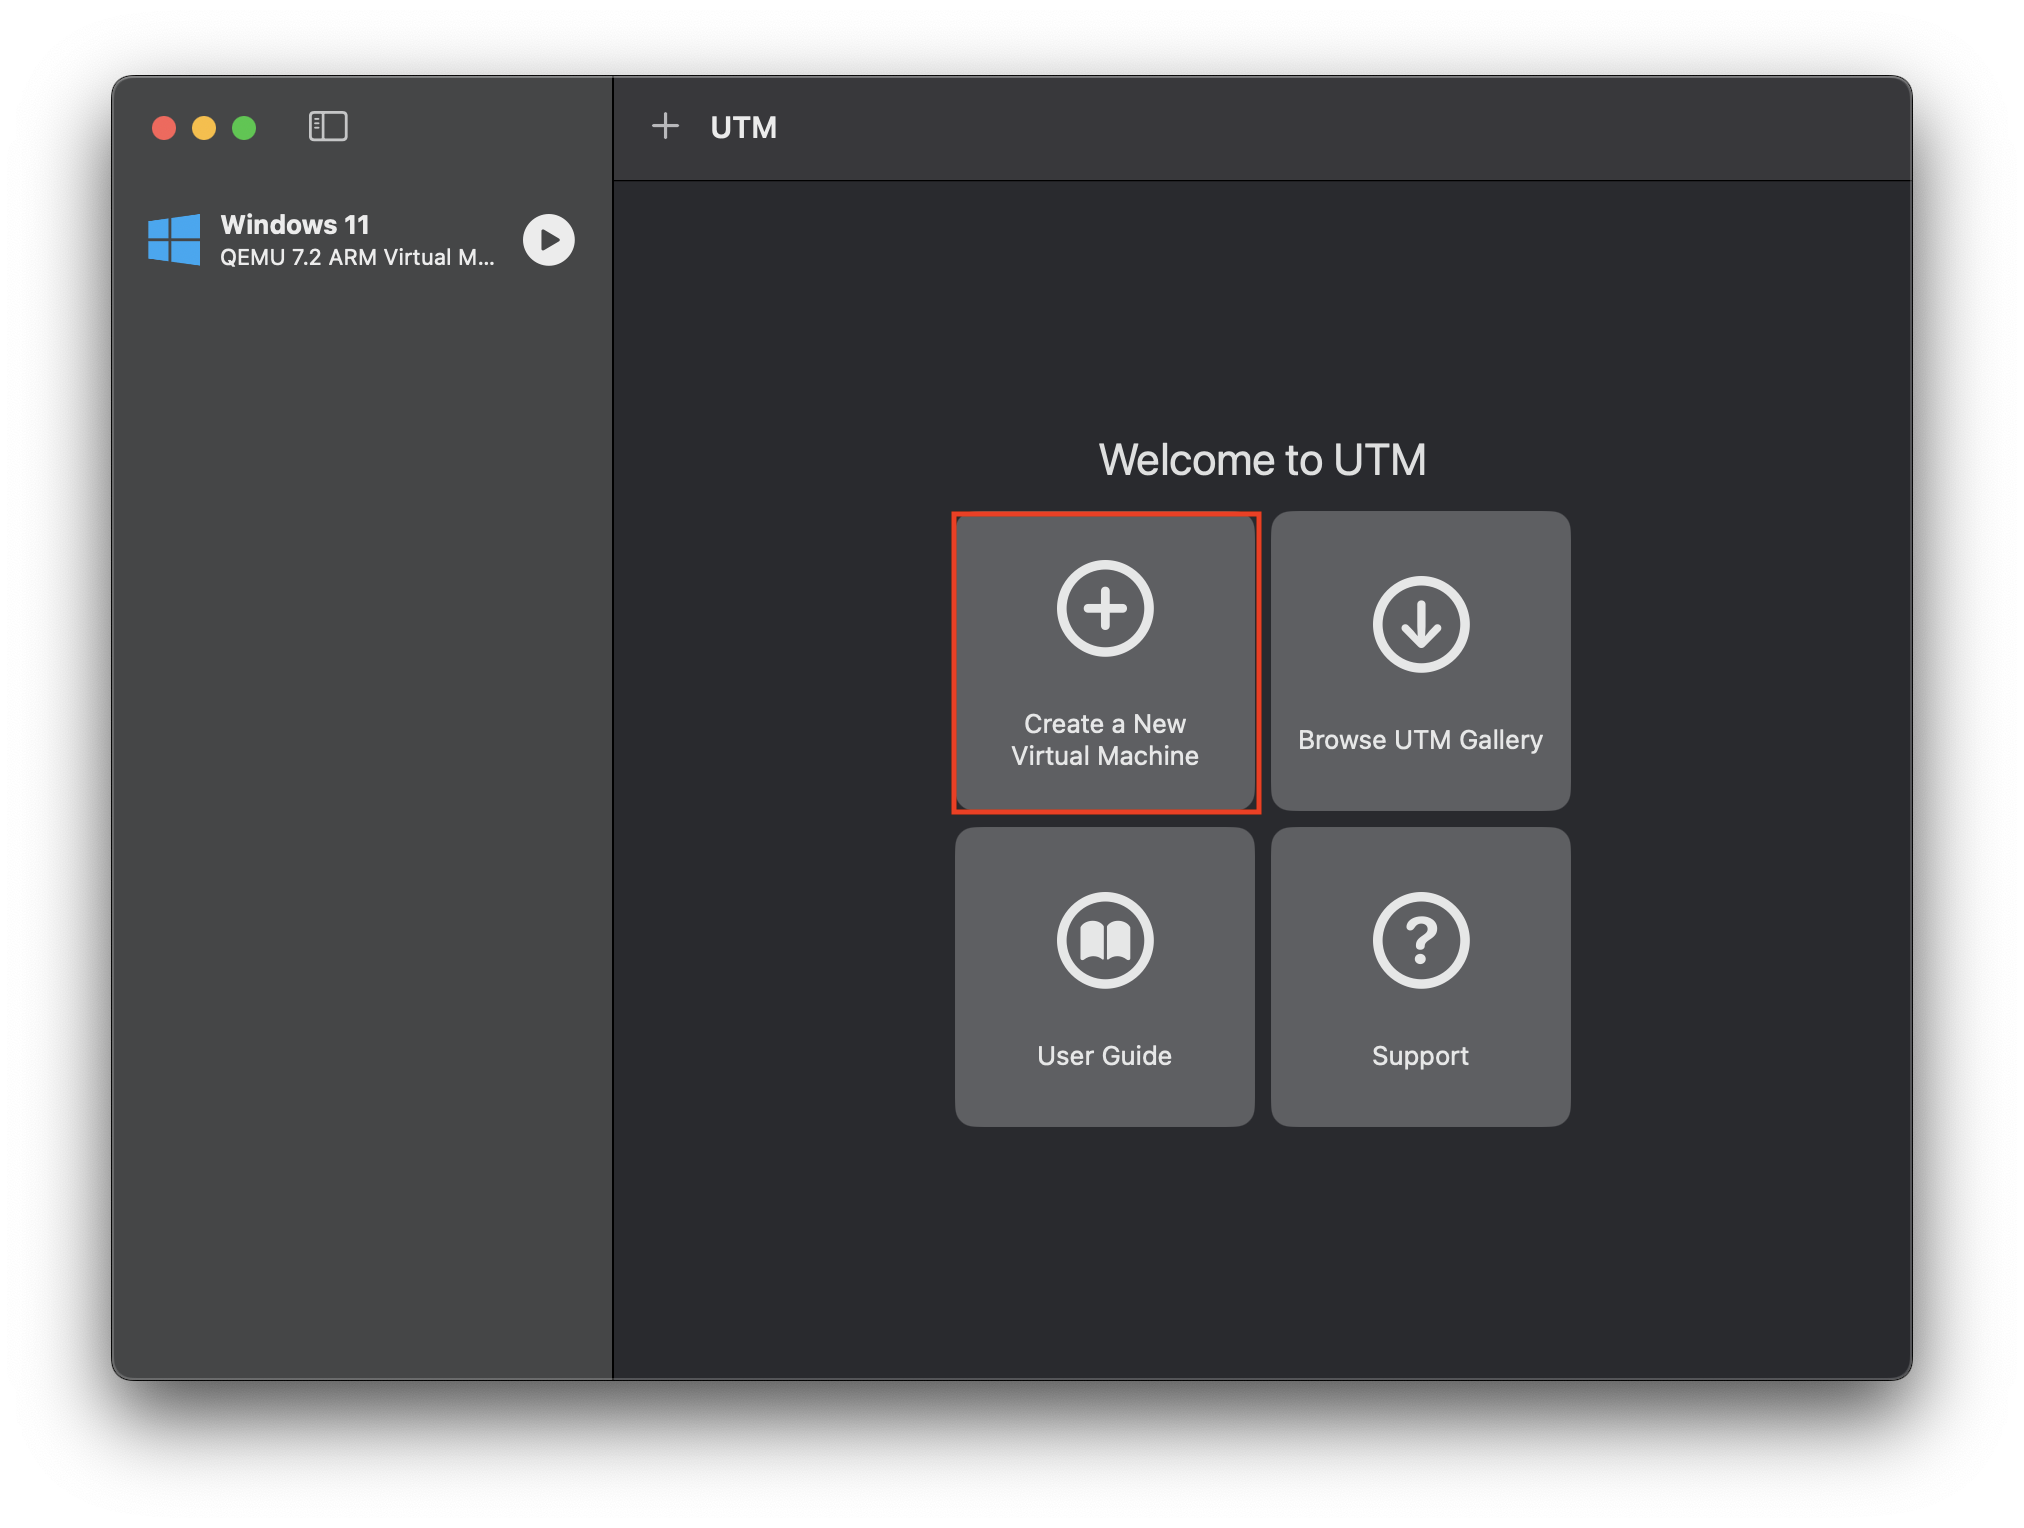 UTM
Windows 11
QEMU 7.2 ARM Virtual M...
Welcome to UTM
Create a New
Virtual Machine
Browse UTM Gallery
User Guide
Support